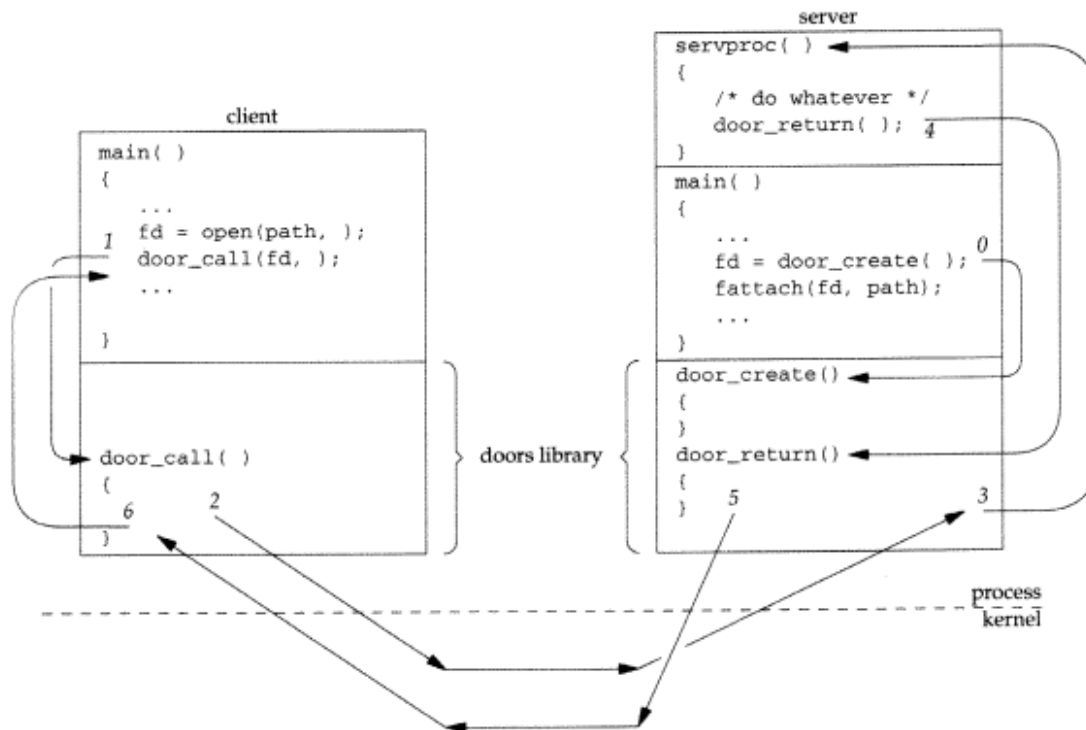 client
main( )
{
...
1
fd = open(path, );
door_call(fd, );
...
}
door_call( )
{
6
2
}
doors library
server
servproc( )
{
/* do whatever */
door_return( );
4
}
main( )
{
...
0
fd = door_create( );
fattach(fd, path);
...
}
door_create()
{
}
door_return()
{
5
3
}
process
kernel